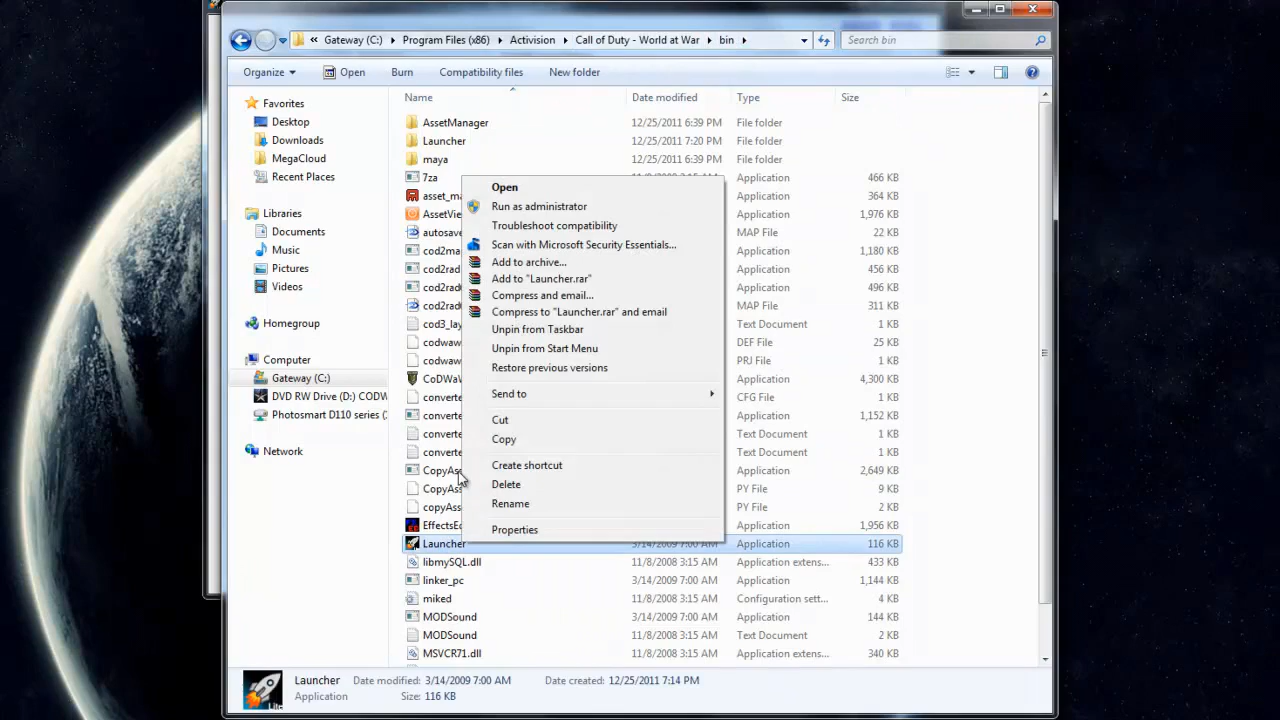 « Gateway (C:) Program Files (x86) Activision Call of Duty - World at War bin Search bin
Organize Open Burn Compatibility files New folder
Name Date modified Type Size
Favorites
Desktop
Downloads
MegaCloud
Recent Places
Libraries
Documents
Music
Pictures
Videos
Homegroup
Computer
Gateway (C:)
DVD RW Drive (D:) CODW
Photosmart D110 series (
Network
AssetManager 12/25/2011 6:39 PM File folder
Launcher 12/25/2011 7:20 PM File folder
maya 12/25/2011 6:39 PM File folder
7za Application 466 KB
asset_ma Application 364 KB
AssetView Application 1,976 KB
autosave MAP File 22 KB
cod2ma Application 1,180 KB
cod2rad Application 456 KB
cod2rad Application 496 KB
cod2rad MAP File 311 KB
cod3_lay Text Document 324 KB
codwaw DEF File 25 KB
codwaw PRJ File 4 KB
CoDWaW Application 4,300 KB
converte CFG File 1 KB
converte Application 1,152 KB
converte Text Document 2 KB
converte Text Document 2 KB
CopyAss Application 2,649 KB
CopyAss PY File 9 KB
copyAss PY File 4 KB
EffectsEd Application 1,956 KB
Launcher 3/14/2009 7:00 AM Application 116 KB
libmySQL.dll 11/8/2008 3:15 AM Application extens... 433 KB
linker_pc 3/14/2009 7:00 AM Application 1,144 KB
miked 11/8/2008 3:15 AM Configuration sett... 4 KB
MODSound 3/14/2009 7:00 AM Application 144 KB
MODSound 11/8/2008 3:15 AM Text Document 2 KB
MSVCR71.dll 11/8/2008 3:15 AM Application extens... 340 KB
Open
Run as administrator
Troubleshoot compatibility
Scan with Microsoft Security Essentials...
Add to archive...
Add to "Launcher.rar"
Compress and email...
Compress to "Launcher.rar" and email
Unpin from Taskbar
Unpin from Start Menu
Restore previous versions
Send to
Cut
Copy
Create shortcut
Delete
Rename
Properties
Launcher Date modified: 3/14/2009 7:00 AM Date created: 12/25/2011 7:14 PM
Application Size: 116 KB